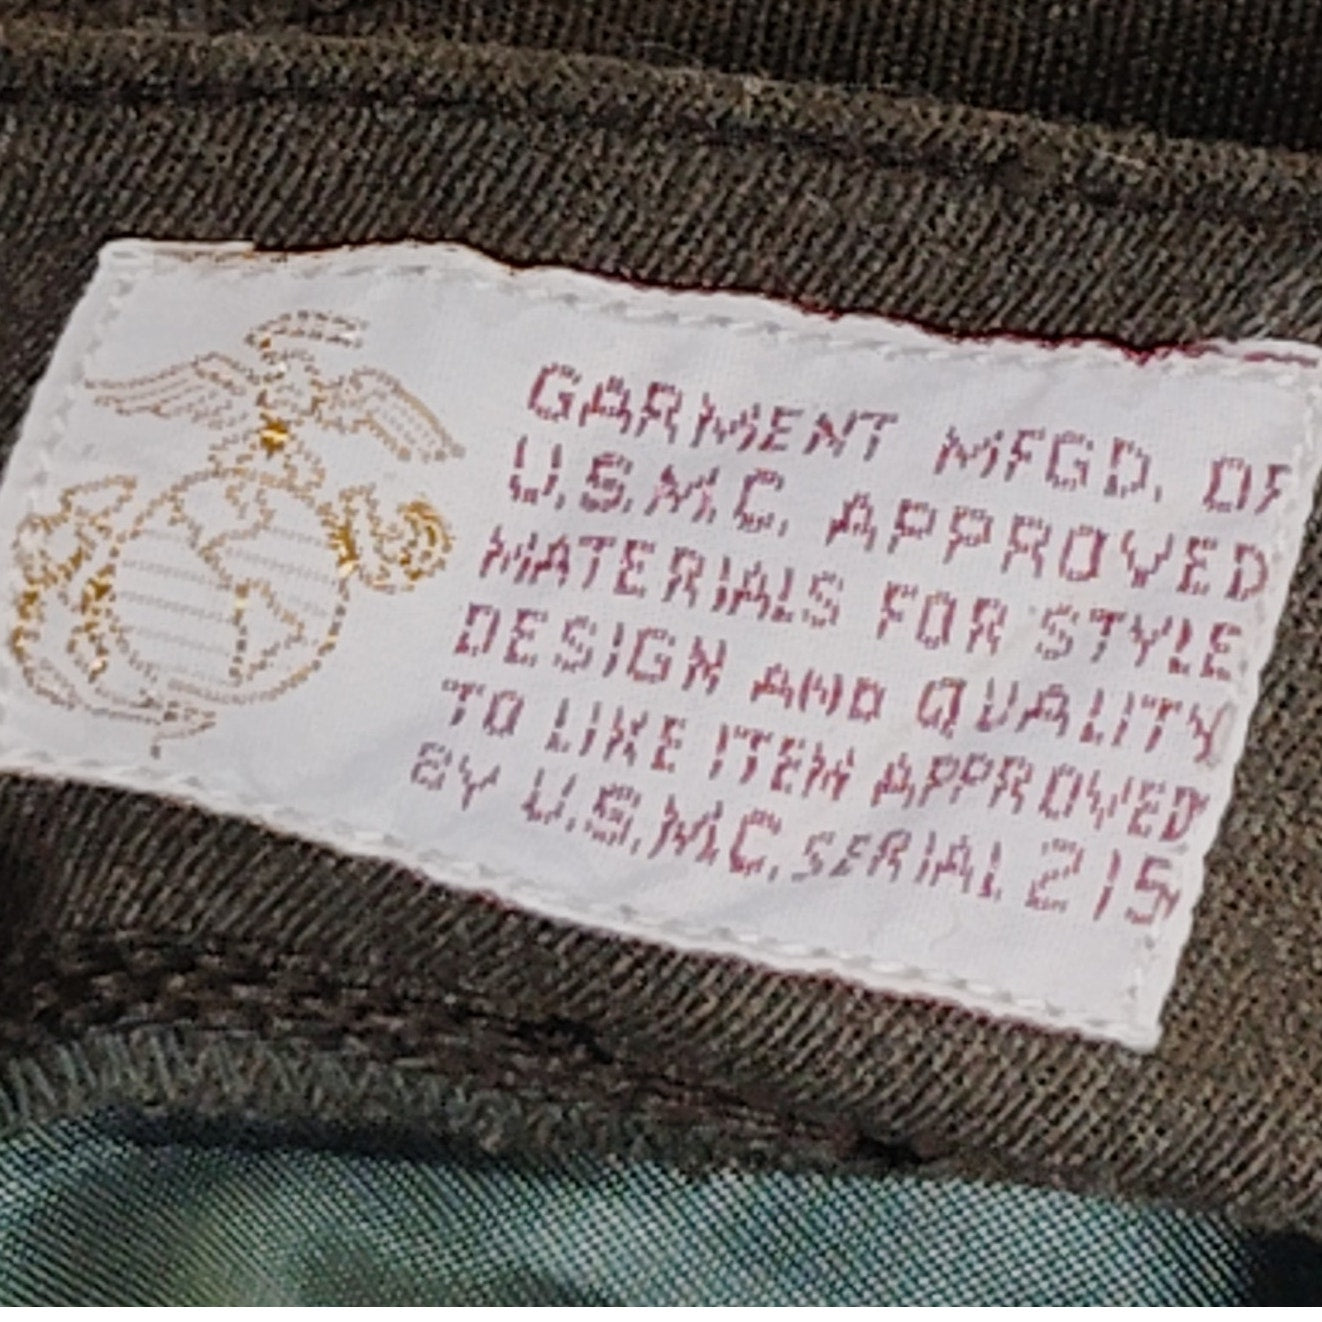 GARMENT MFGD. OF
U.S.M.C. APPROVED
MATERIALS FOR STYLE
DESIGN AND QUALITY
TO LIKE ITEM APPROVED
BY U.S.M.C. SERIAL 215